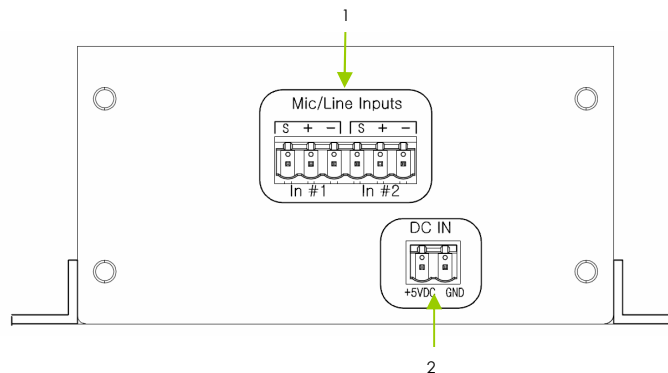 1
Mic/Line Inputs
S + − S + −
In #1 In #2
DC IN
+5VDC GND
2